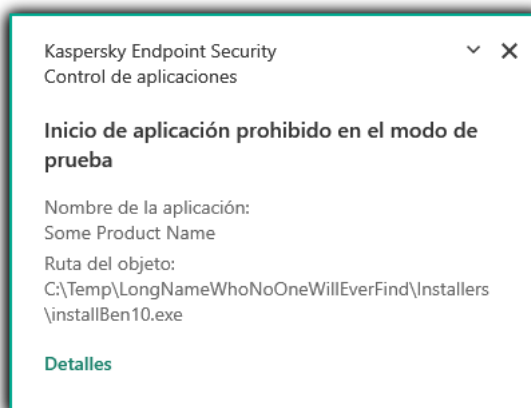 Kaspersky Endpoint Security
Control de aplicaciones
Inicio de aplicación prohibido en el modo de
prueba
Nombre de la aplicación:
Some Product Name
Ruta del objeto:
C:\Temp\LongNameWhoNoOneWillEverFind\Installers
\installBen10.exe
Detalles